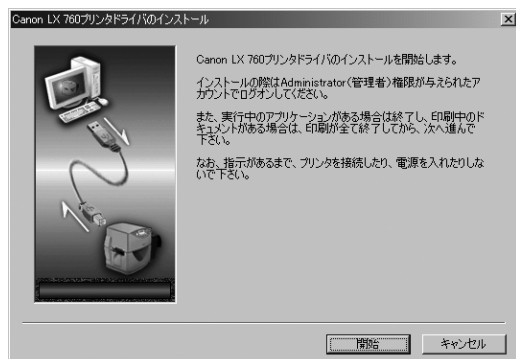 Canon LX 760プリンタドライバのインストール
Canon LX 760プリンタドライバのインストールを開始します。
インストールの際はAdministrator(管理者)権限が与えられたア
カウントでログオンしてください。
また、実行中のアプリケーションがある場合は終了し、印刷中のド
キュメントがある場合は、印刷が全て終了してから、次へ進んで
下さい。
なお、指示があるまで、プリンタを接続したり、電源を入れたりしな
いで下さい。
開始
キャンセル